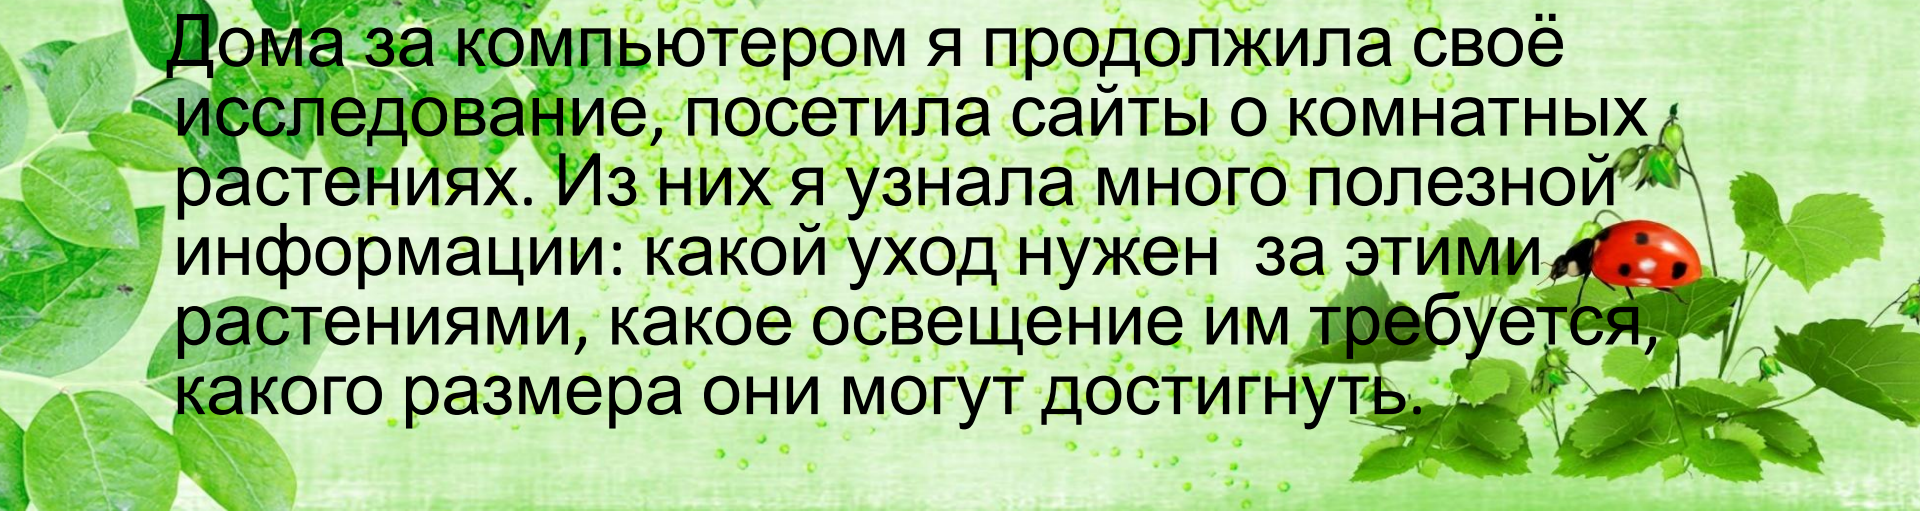 Дома за компьютером я продолжила своё
исследование, посетила сайты о комнатных
растениях. Из них я узнала много полезной
информации: какой уход нужен  за этими
растениями, какое освещение им требуется,
какого размера они могут достигнуть.